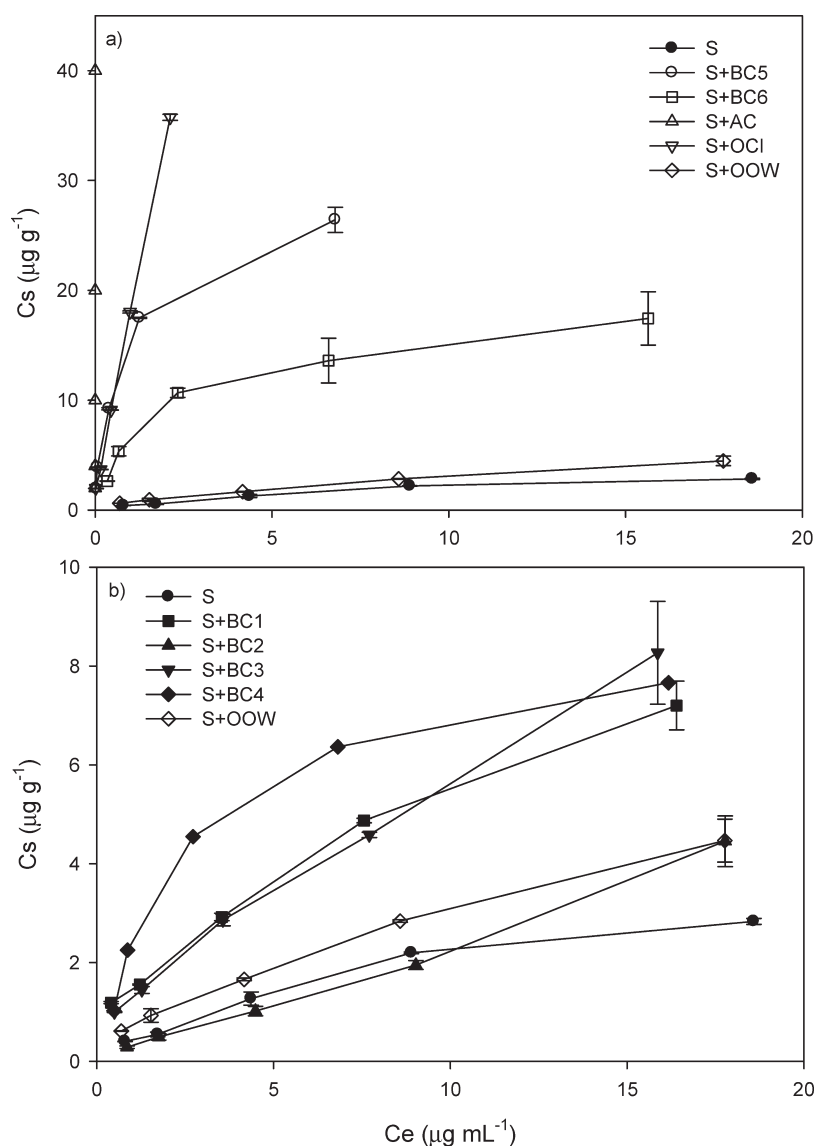 a)
S
S+BC5
S+BC6
S+AC
S+OCl
S+OOW
40
30
20
10
0
Cs (µg g⁻¹)
0 5 10 15 20
b)
S
S+BC1
S+BC2
S+BC3
S+BC4
S+OOW
10
8
6
4
2
0
Cs (µg g⁻¹)
0 5 10 15 20
Ce (µg mL⁻¹)